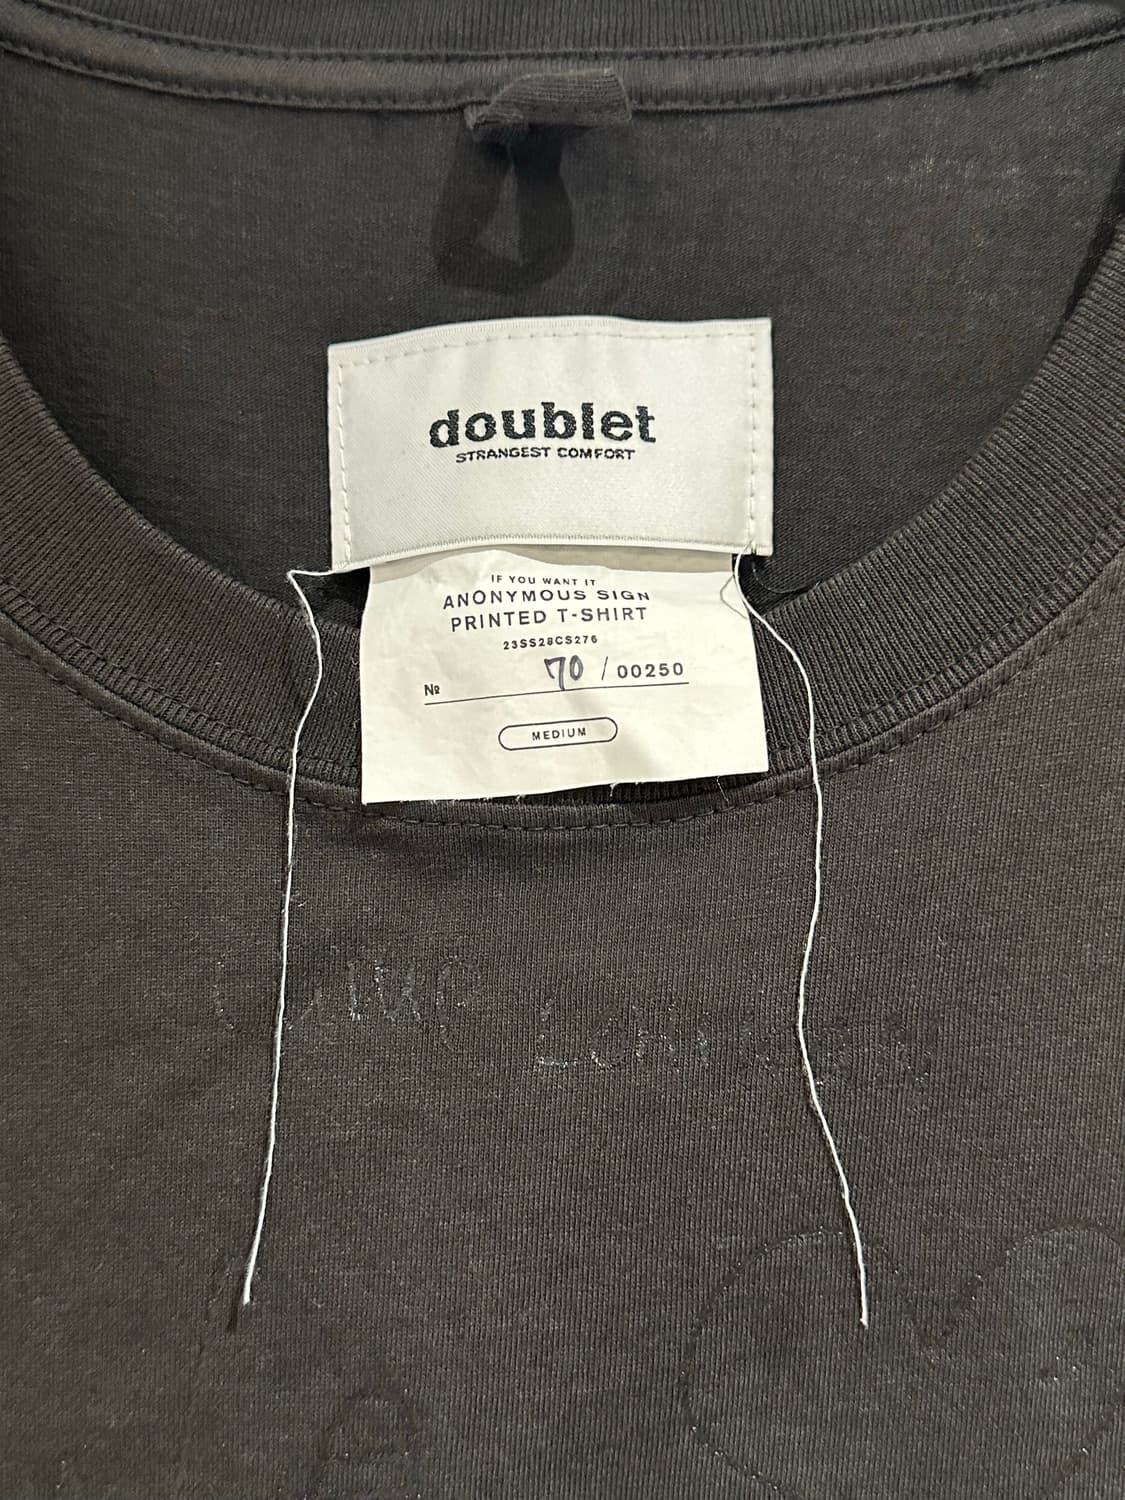 doublet
STRANGEST COMFORT
IF YOU WANT IT
ANONYMOUS SIGN
PRINTED T-SHIRT
23SS28CS276
№ 70 / 00250
MEDIUM